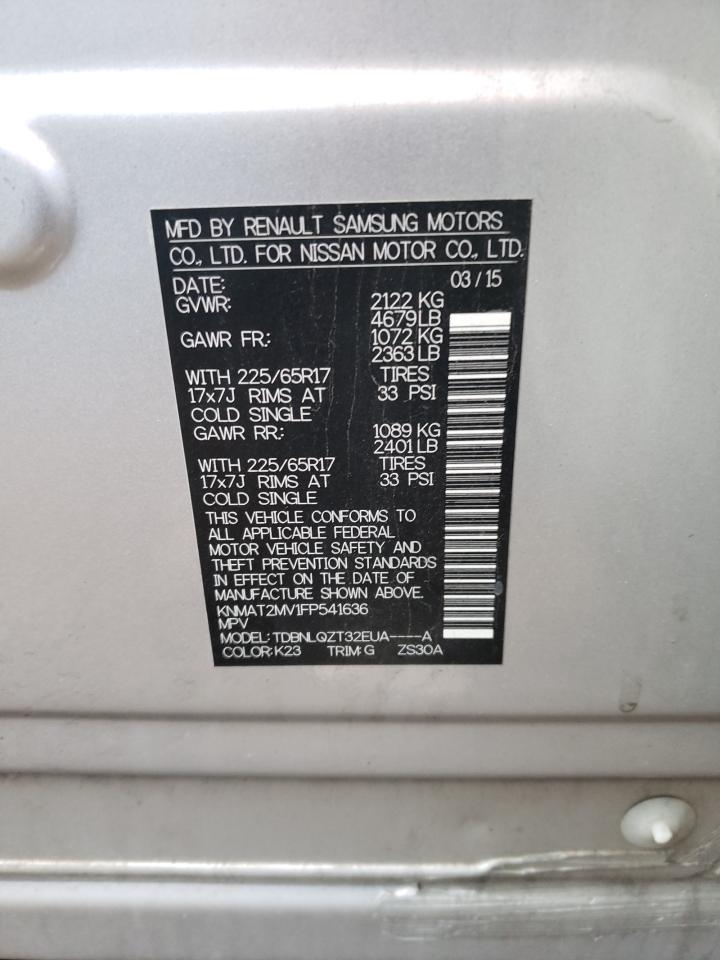 MFD BY RENAULT SAMSUNG MOTORS
CO., LTD. FOR NISSAN MOTOR CO., LTD.
DATE: 03/15
GVWR: 2122 KG
4679LB
GAWR FR: 1072 KG
2363 LB
WITH 225/65R17 TIRES
17x7J RIMS AT 33 PSI
COLD SINGLE
GAWR RR: 1089 KG
2401 LB
WITH 225/65R17 TIRES
17x7J RIMS AT 33 PSI
COLD SINGLE
THIS VEHICLE CONFORMS TO
ALL APPLICABLE FEDERAL
MOTOR VEHICLE SAFETY AND
THEFT PREVENTION STANDARDS
IN EFFECT ON THE DATE OF
MANUFACTURE SHOWN ABOVE.
KNMAT2MV1FP541636
MPV
MODEL: TDBNLQZT32EUA----A
COLOR:K23 TRIM:G ZS30A